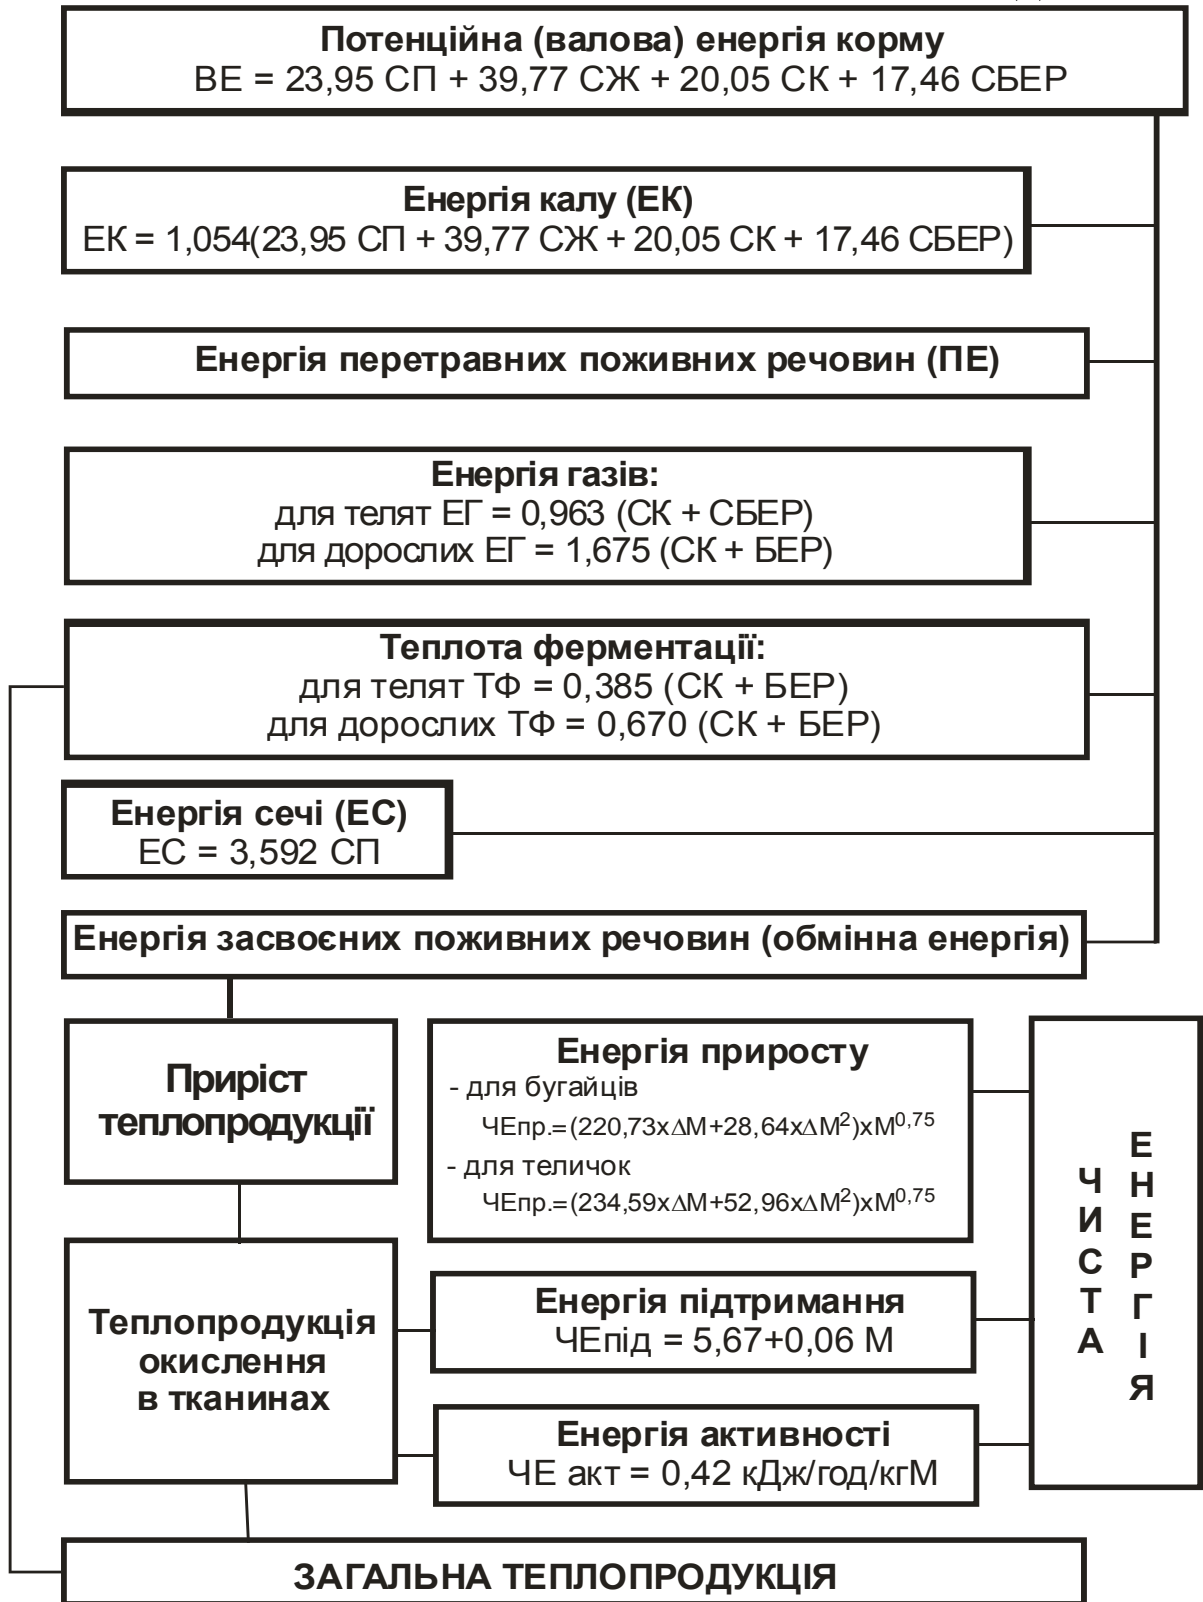 Потенційна (валова) енергія корму
ВЕ = 23,95 СП + 39,77 СЖ + 20,05 СК + 17,46 СБЕР
Енергія калу (ЕК)
ЕК = 1,054(23,95 СП + 39,77 СЖ + 20,05 СК + 17,46 СБЕР)
Енергія перетравних поживних речовин (ПЕ)
Енергія газів:
для телят ЕГ = 0,963 (СК + СБЕР)
для дорослих ЕГ = 1,675 (СК + БЕР)
Теплота ферментації:
для телят ТФ = 0,385 (СК + БЕР)
для дорослих ТФ = 0,670 (СК + БЕР)
Енергія сечі (ЕС)
ЕС = 3,592 СП
Енергія засвоєних поживних речовин (обмінна енергія)
Приріст
теплопродукції
Енергія приросту
- для бугайців
ЧЕпр.=(220,73х∆М+28,64х∆М²)хМ⁰,⁷⁵
- для теличок
ЧЕпр.=(234,59х∆М+52,96х∆М²)хМ⁰,⁷⁵
ЧИСТА
ЕНЕРГІЯ
Теплопродукція
окислення
в тканинах
Енергія підтримання
ЧЕпід = 5,67+0,06 М
Енергія активності
ЧЕ акт = 0,42 кДж/год/кгМ
ЗАГАЛЬНА ТЕПЛОПРОДУКЦІЯ